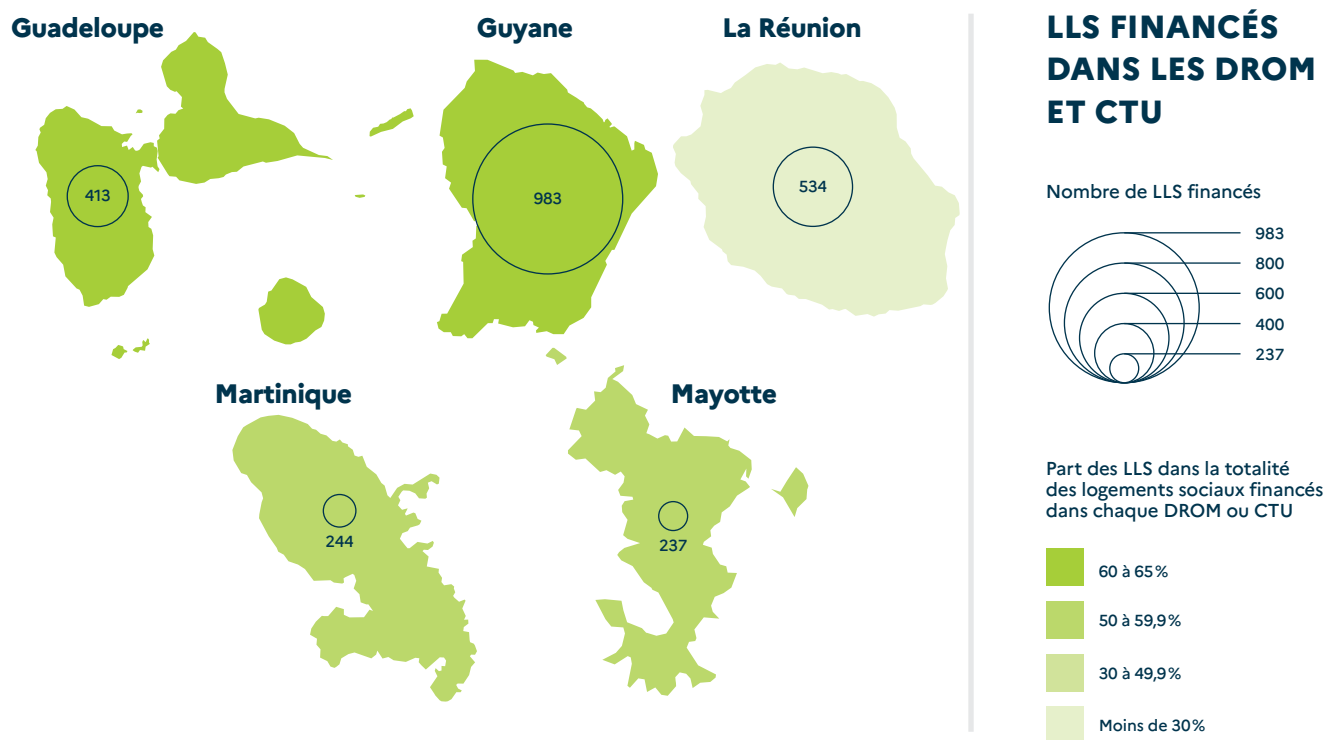 Guadeloupe
Guyane
La Réunion
413
983
534
Martinique
Mayotte
244
237
LLS FINANCÉS
DANS LES DROM
ET CTU
Nombre de LLS financés
983
800
600
400
237
Part des LLS dans la totalité
des logements sociaux financés
dans chaque DROM ou CTU
60 à 65 %
50 à 59,9 %
30 à 49,9 %
Moins de 30 %